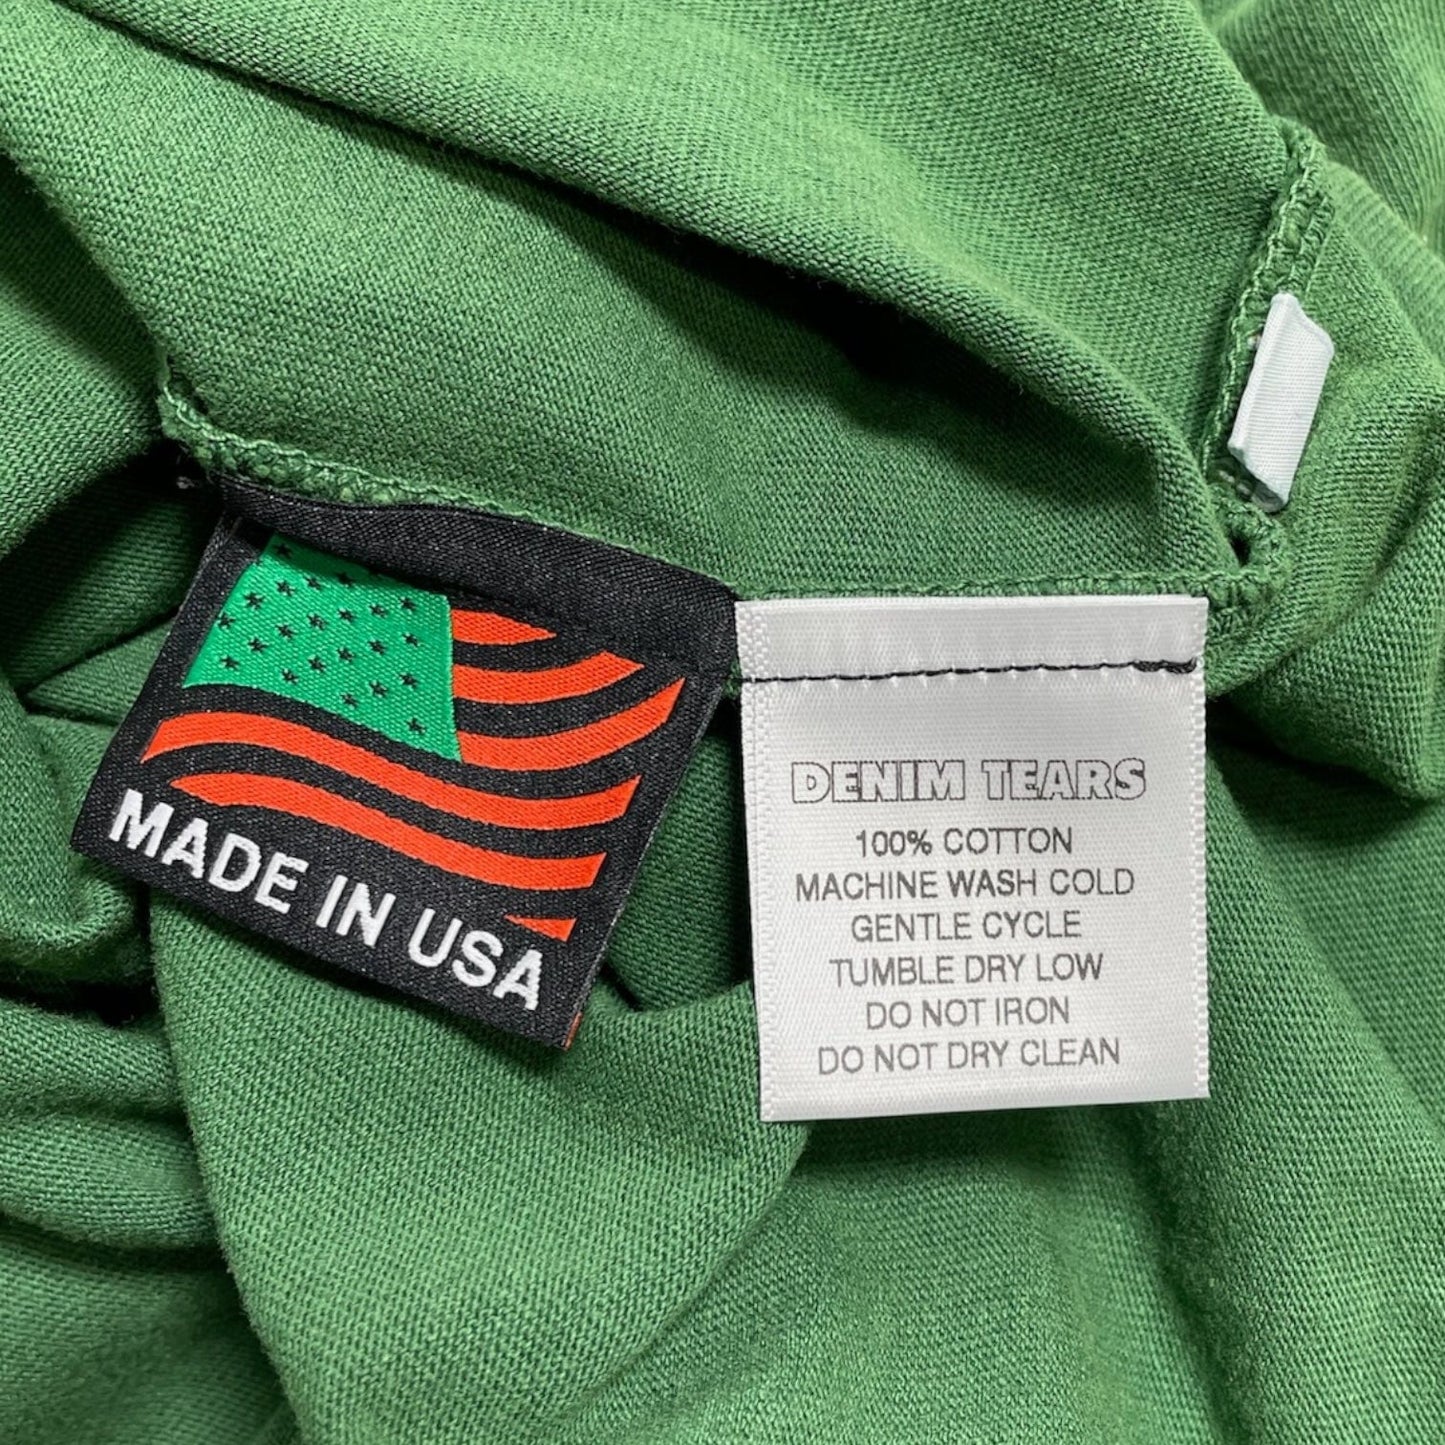 MADE IN USA
DENIM TEARS
100% COTTON
MACHINE WASH COLD
GENTLE CYCLE
TUMBLE DRY LOW
DO NOT IRON
DO NOT DRY CLEAN